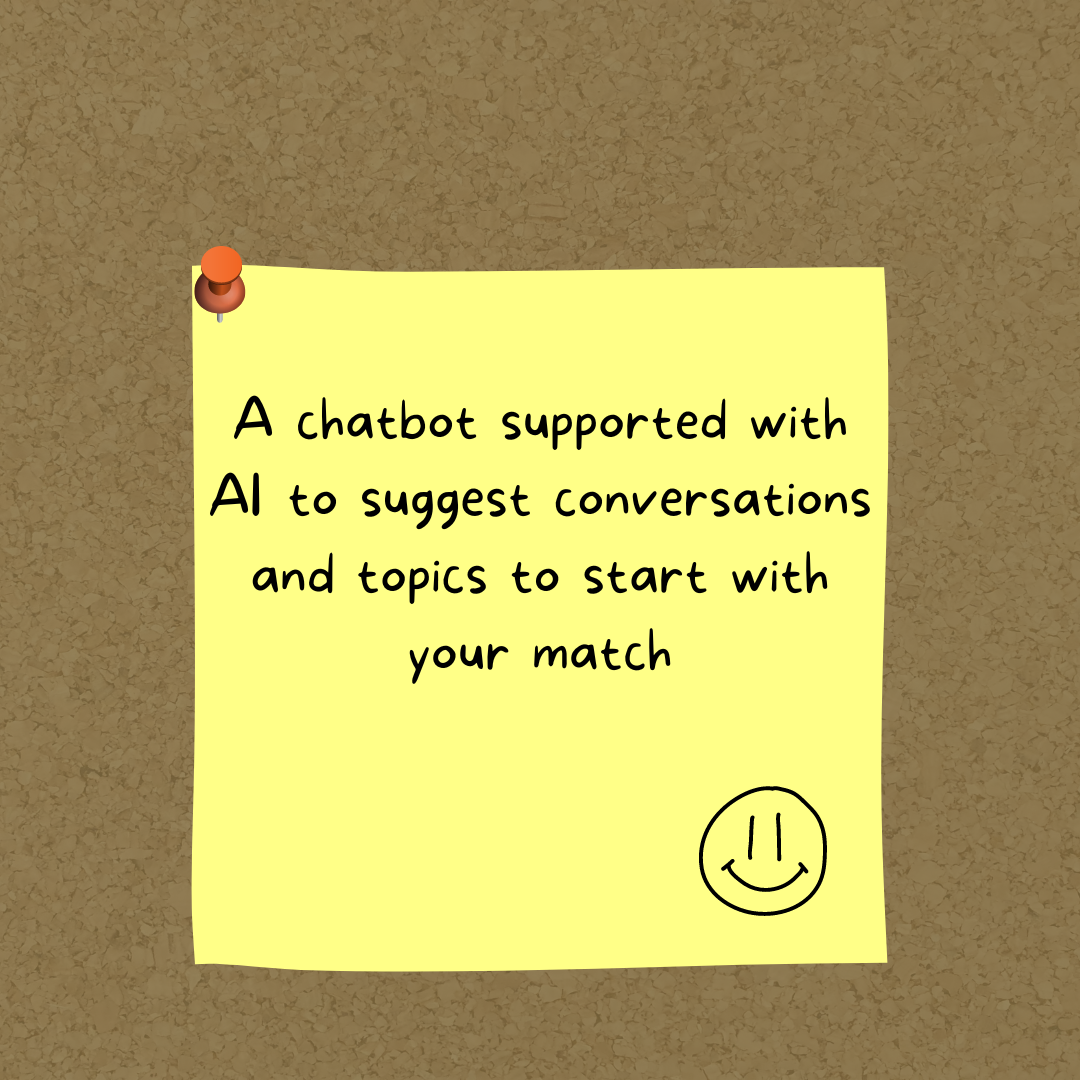 A chatbot supported with
AI to suggest conversations
and topics to start with
your match